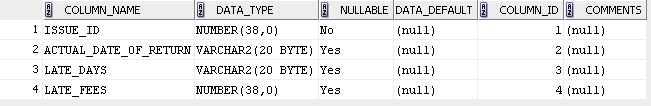 COLUMN_NAME DATA_TYPE NULLABLE DATA_DEFAULT COLUMN_ID COMMENTS
1 ISSUE_ID NUMBER(38,0) No (null) 1 (null)
2 ACTUAL_DATE_OF_RETURN VARCHAR2(20 BYTE) Yes (null) 2 (null)
3 LATE_DAYS VARCHAR2(20 BYTE) Yes (null) 3 (null)
4 LATE_FEES NUMBER(38,0) Yes (null) 4 (null)